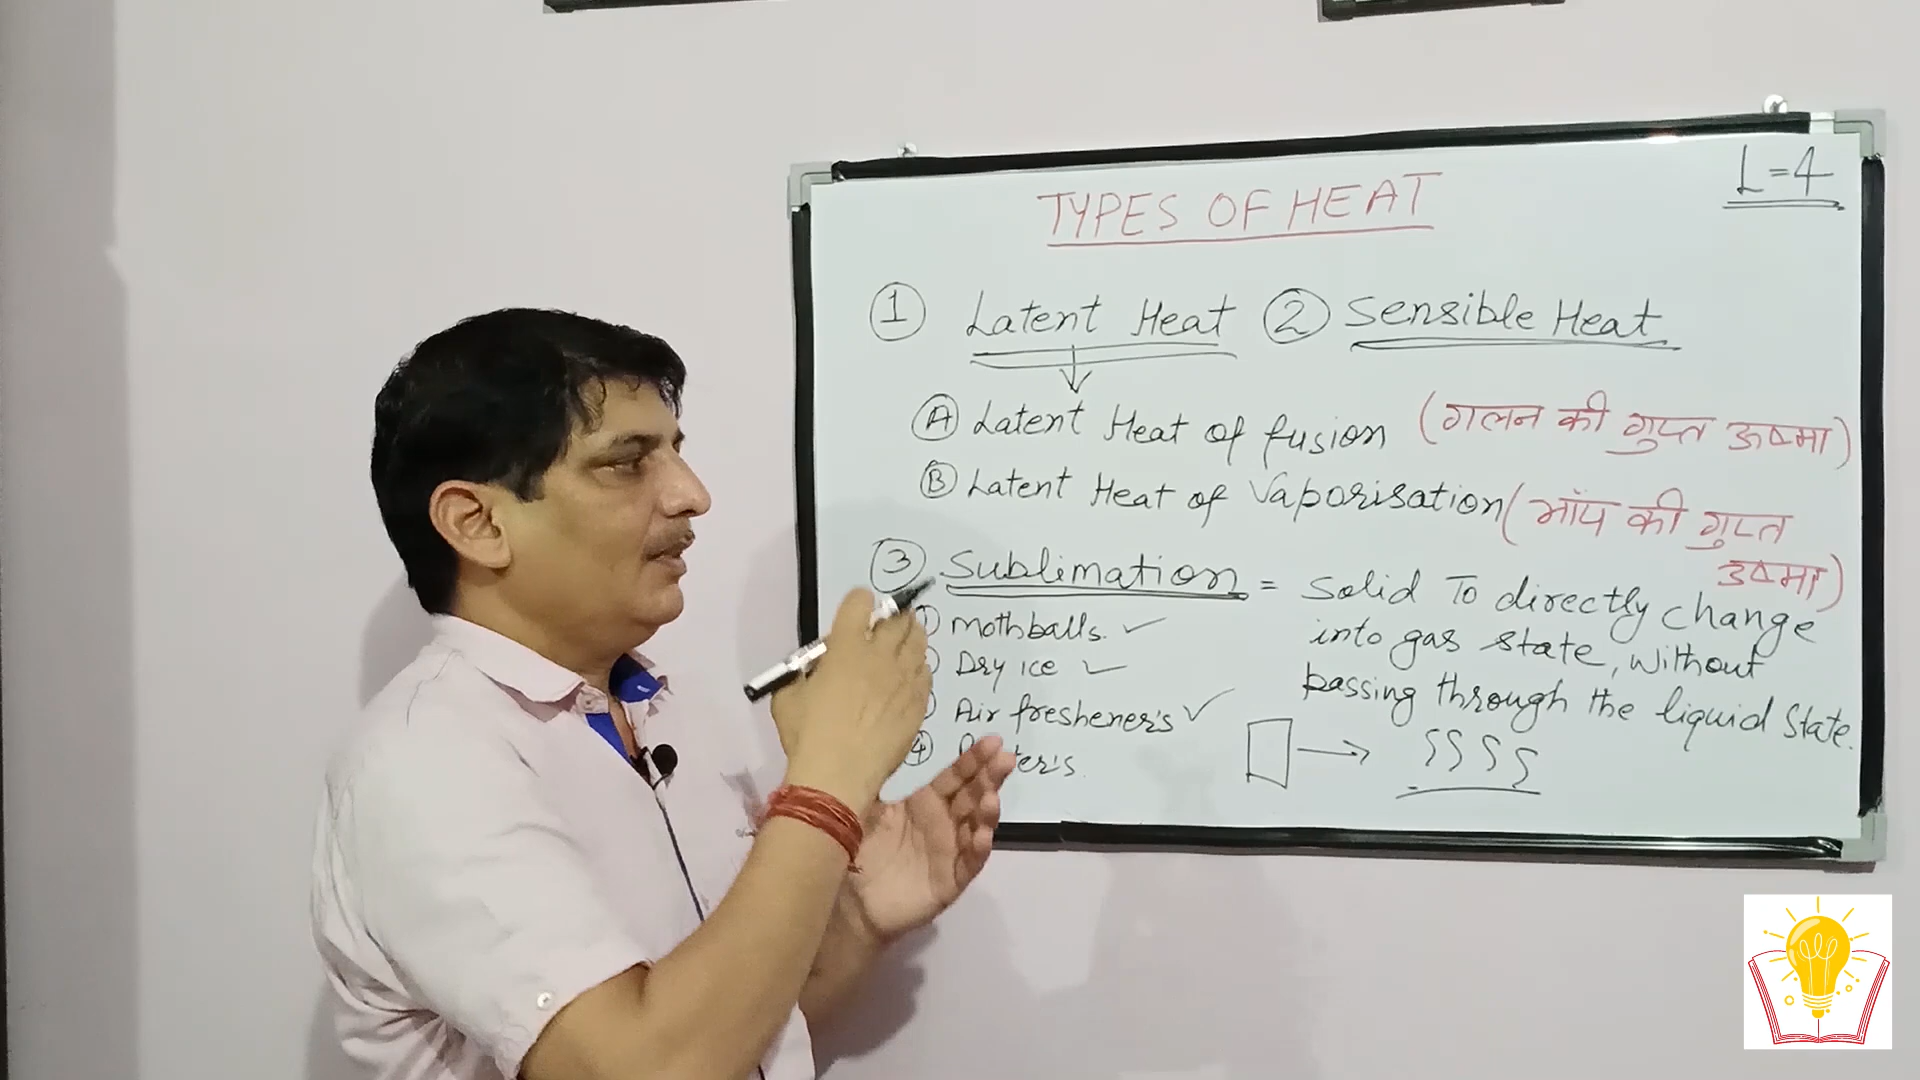 L=4
TYPES OF HEAT
① Latent Heat ② Sensible Heat
Ⓐ Latent Heat of fusion (गलन की गुप्त ऊष्मा)
Ⓑ Latent Heat of Vaporisation (भॉप की गुप्त
उष्मा)
③ Sublimation = Solid To directly change
into gas state, without
passing through the liquid state.
Mothballs. ✓
Dry ice ✓
Air freshener's ✓
④